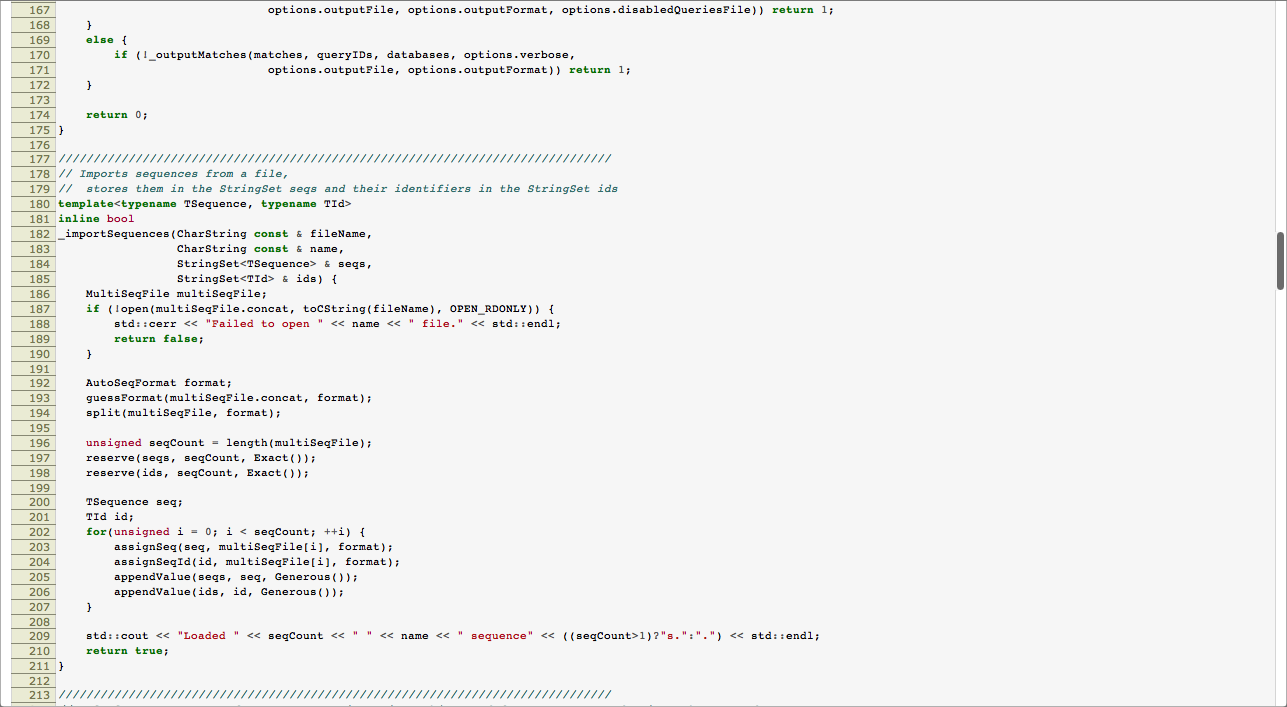 167 options.outputFile, options.outputFormat, options.disabledQueriesFile)) return 1;
168 }
169 else {
170 if (!_outputMatches(matches, queryIDs, databases, options.verbose,
171 options.outputFile, options.outputFormat)) return 1;
172 }
173
174 return 0;
175 }
176
177 ///////////////////////////////////////////////////////////////////////////////
178 // Imports sequences from a file,
179 //  stores them in the StringSet seqs and their identifiers in the StringSet ids
180 template<typename TSequence, typename TId>
181 inline bool
182 _importSequences(CharString const & fileName,
183 CharString const & name,
184 StringSet<TSequence> & seqs,
185 StringSet<TId> & ids) {
186 MultiSeqFile multiSeqFile;
187 if (!open(multiSeqFile.concat, toCString(fileName), OPEN_RDONLY)) {
188 std::cerr << "Failed to open " << name << " file." << std::endl;
189 return false;
190 }
191
192 AutoSeqFormat format;
193 guessFormat(multiSeqFile.concat, format);
194 split(multiSeqFile, format);
195
196 unsigned seqCount = length(multiSeqFile);
197 reserve(seqs, seqCount, Exact());
198 reserve(ids, seqCount, Exact());
199
200 TSequence seq;
201 TId id;
202 for(unsigned i = 0; i < seqCount; ++i) {
203 assignSeq(seq, multiSeqFile[i], format);
204 assignSeqId(id, multiSeqFile[i], format);
205 appendValue(seqs, seq, Generous());
206 appendValue(ids, id, Generous());
207 }
208
209 std::cout << "Loaded " << seqCount << " " << name << " sequence" << ((seqCount>1)?"s.":".") << std::endl;
210 return true;
211 }
212
213 ///////////////////////////////////////////////////////////////////////////////